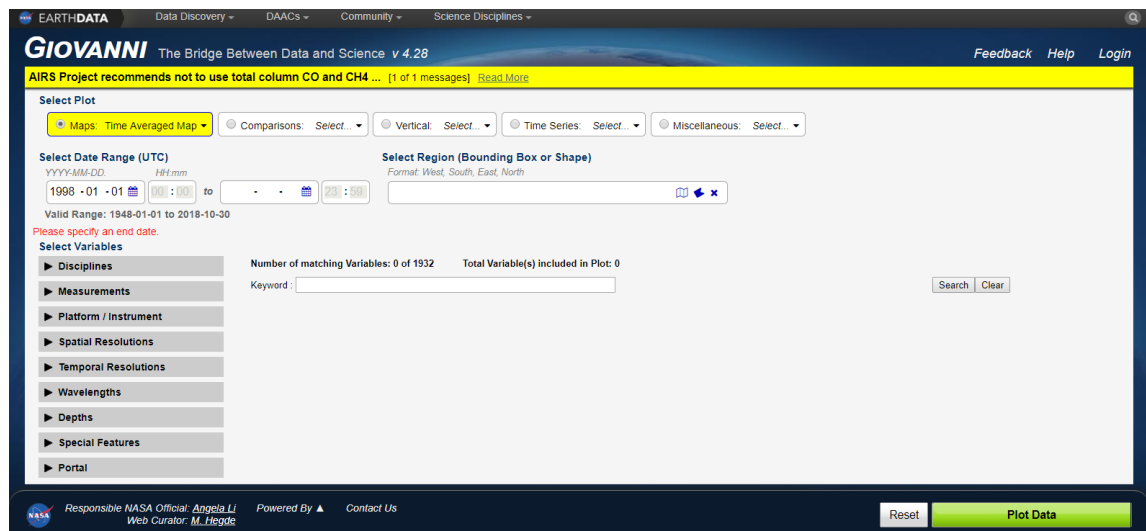 EARTHDATA Data Discovery DAACs Community Science Disciplines
GIOVANNI The Bridge Between Data and Science v 4.28 Feedback Help Login
AIRS Project recommends not to use total column CO and CH4 ... [1 of 1 messages] Read More
Select Plot
Maps: Time Averaged Map Comparisons: Select... Vertical: Select... Time Series: Select... Miscellaneous: Select...
Select Date Range (UTC) Select Region (Bounding Box or Shape)
YYYY-MM-DD. HH:mm Format: West, South, East, North
1998 - 01 - 01 00 : 00 to - - 23 : 59
Valid Range: 1948-01-01 to 2018-10-30
Please specify an end date.
Select Variables
Disciplines Number of matching Variables: 0 of 1932 Total Variable(s) included in Plot: 0
Measurements Keyword : Search Clear
Platform / Instrument
Spatial Resolutions
Temporal Resolutions
Wavelengths
Depths
Special Features
Portal
NASA Responsible NASA Official: Angela Li Powered By ▲ Contact Us
Web Curator: M. Hegde
Reset Plot Data